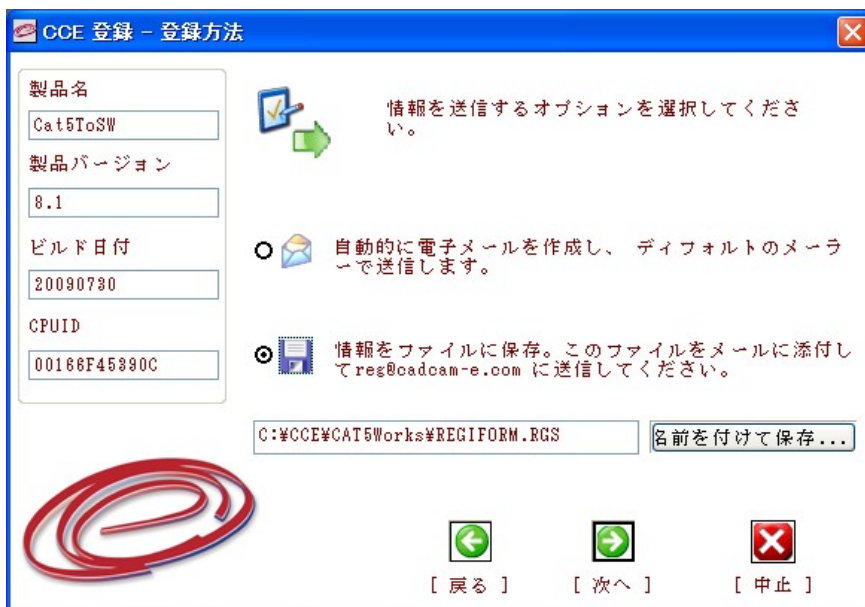 CCE 登録 - 登録方法
製品名
Cat5ToSW
製品バージョン
8.1
ビルド日付
20090730
CPUID
00166F45390C
情報を送信するオプションを選択してくださ
い。
自動的に電子メールを作成し、 ディフォルトのメーラ
ーで送信します。
情報をファイルに保存。このファイルをメールに添付し
てreg@cadcam-e.com に送信してください。
C:¥CCE¥CAT5Works¥REGIFORM.RGS
名前を付けて保存...
[ 戻る ]
[ 次へ ]
[ 中止 ]